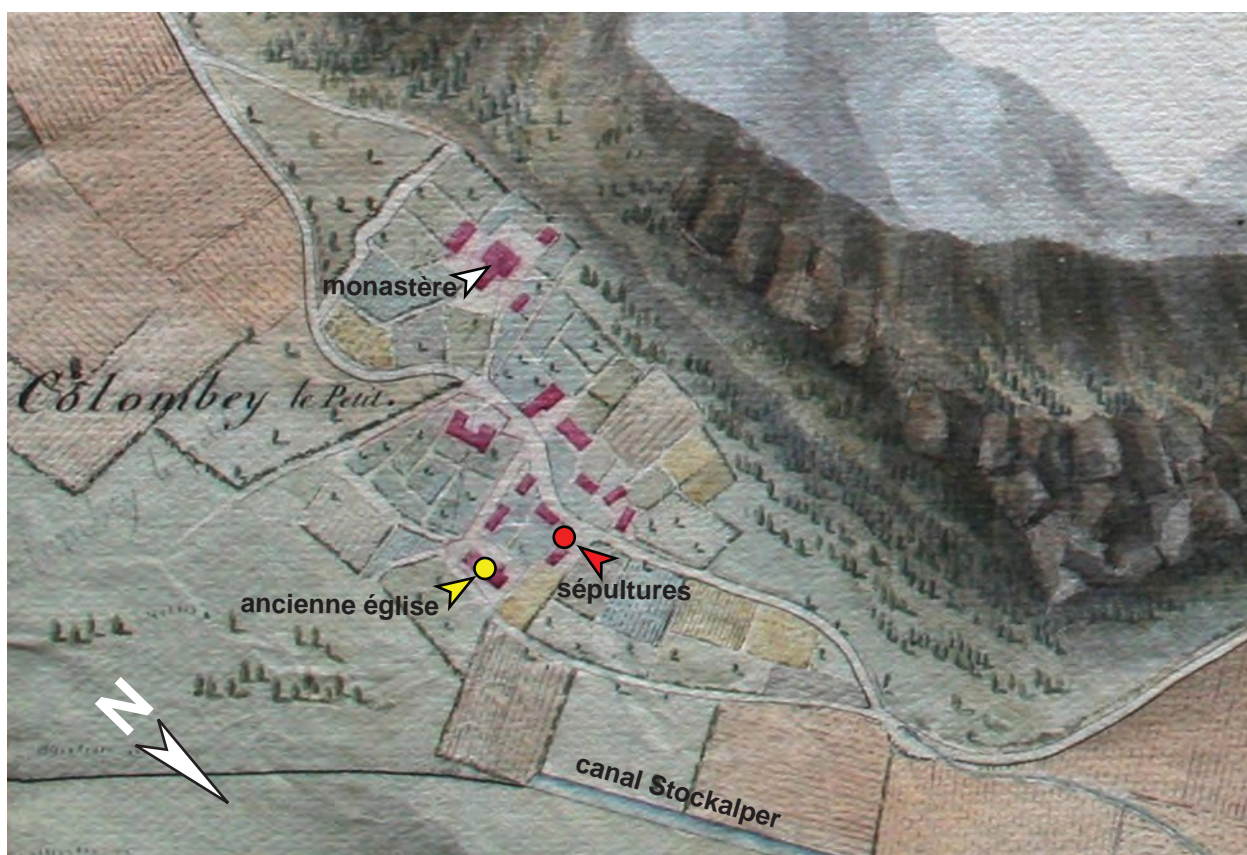 monastère
Colombey le Petit.
sépultures
ancienne église
N
canal Stockalper